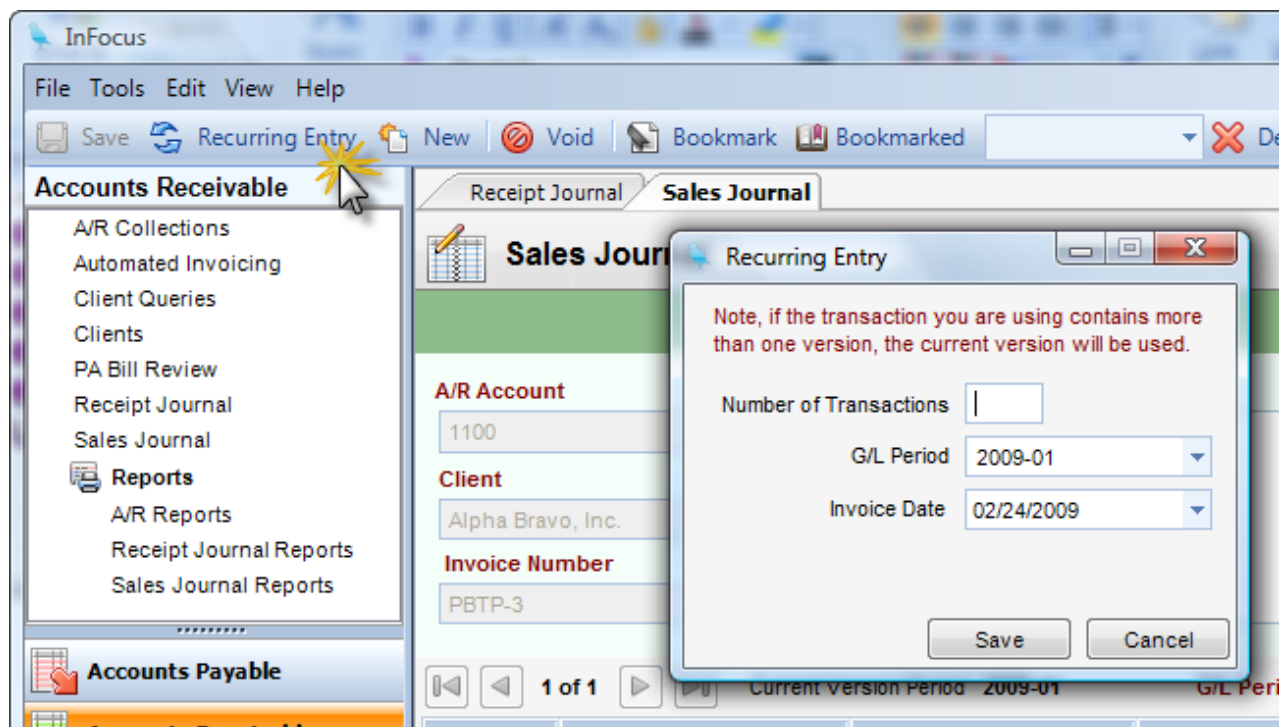 InFocus
File Tools Edit View Help
Save Recurring Entry New Void Bookmark Bookmarked
Accounts Receivable
A/R Collections
Automated Invoicing
Client Queries
Clients
PA Bill Review
Receipt Journal
Sales Journal
Reports
A/R Reports
Receipt Journal Reports
Sales Journal Reports
Accounts Payable
Receipt Journal Sales Journal
Sales Jour
A/R Account
1100
Client
Alpha Bravo, Inc.
Invoice Number
PBTP-3
1 of 1 Current Version Period 2009-01 G/L Peri
Recurring Entry
Note, if the transaction you are using contains more
than one version, the current version will be used.
Number of Transactions
G/L Period 2009-01
Invoice Date 02/24/2009
Save Cancel